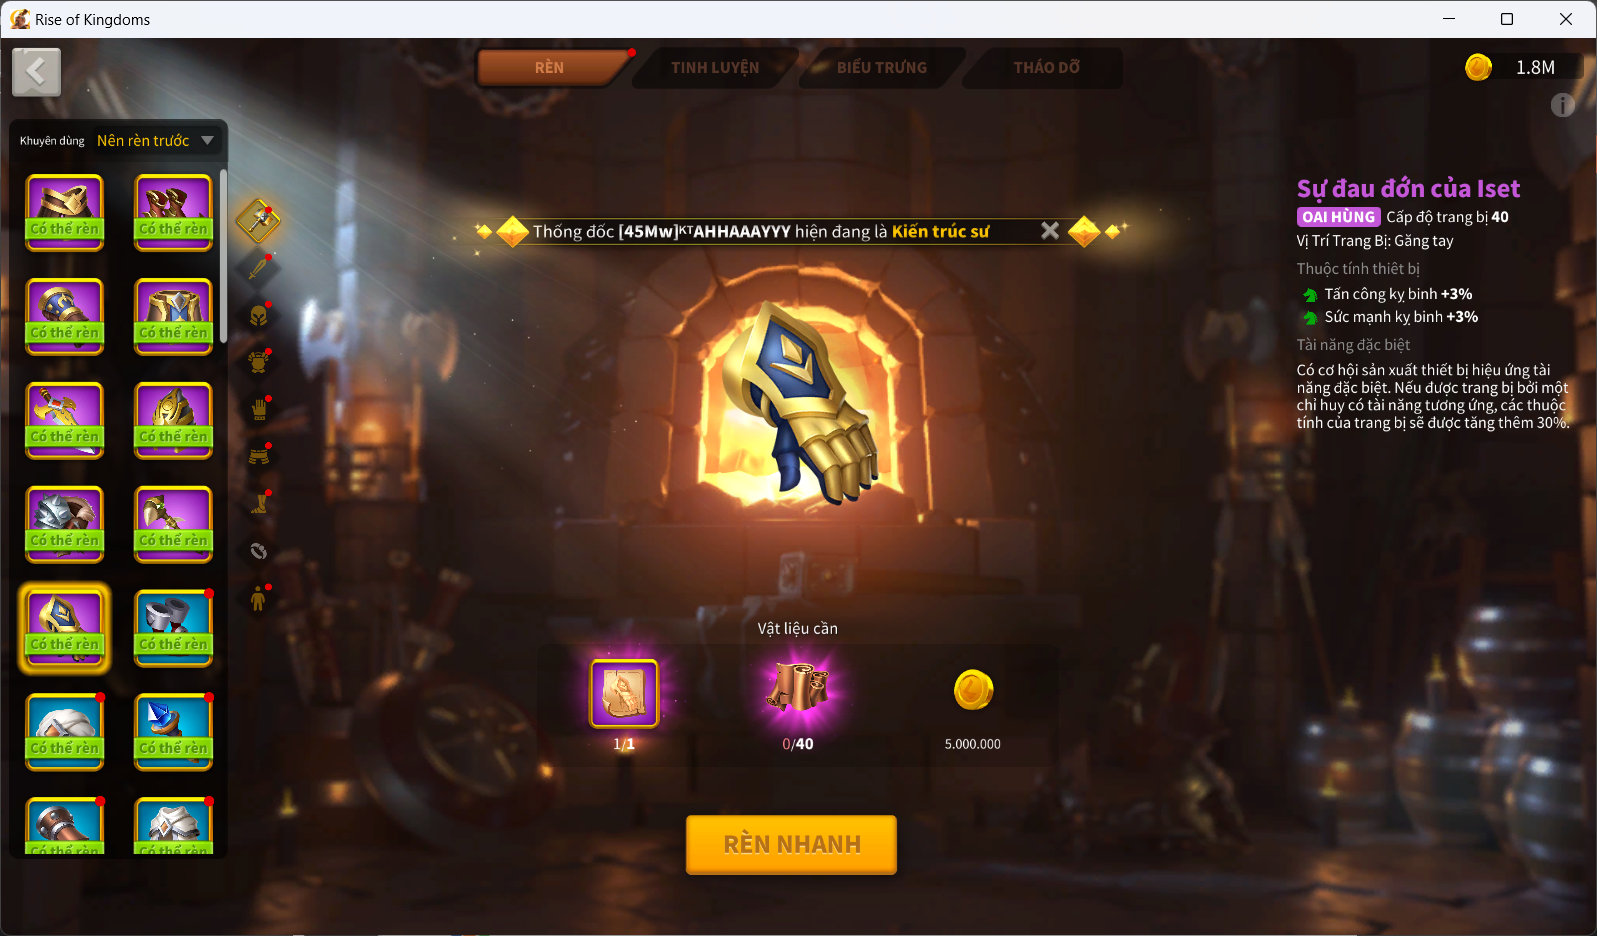 Rise of Kingdoms
RÈN
TINH LUYỆN
BIỂU TRƯNG
THÁO DỠ
1.8M
Khuyên dùng Nên rèn trước
Có thể rèn Có thể rèn
Có thể rèn Có thể rèn
Có thể rèn Có thể rèn
Có thể rèn Có thể rèn
Có thể rèn Có thể rèn
Có thể rèn Có thể rèn
Có thể rèn Có thể rèn
Thống đốc [45Mw]ᴷᵀAHHAAAYYY hiện đang là Kiến trúc sư
Sự đau đớn của Iset
OAI HÙNG Cấp độ trang bị 40
Vị Trí Trang Bị: Găng tay
Thuộc tính thiêt bị
Tấn công kỵ binh +3%
Sức mạnh kỵ binh +3%
Tài năng đặc biệt
Có cơ hội sản xuất thiết bị hiệu ứng tài
năng đặc biệt. Nếu được trang bị bởi một
chỉ huy có tài năng tương ứng, các thuộc
tính của trang bị sẽ được tăng thêm 30%.
Vật liệu cần
1/1
0/40
5.000.000
RÈN NHANH